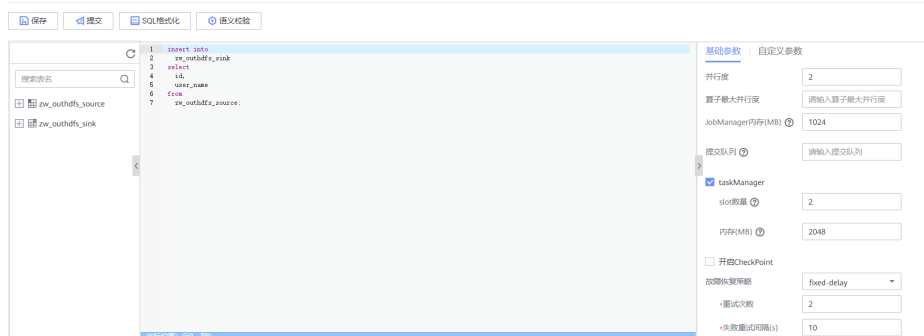 保存 提交 SQL格式化 语义校验
搜索表名
zw_outhdfs_source
zw_outhdfs_sink
1 insert into
2 zw_outhdfs_sink
3 select
4 id,
5 user_name
6 from
7 zw_outhdfs_source;
基础参数 自定义参数
并行度 2
算子最大并行度 请输入算子最大并行度
JobManager内存(MB) 1024
提交队列 请输入提交队列
taskManager
slot数量 2
内存(MB) 2048
开启CheckPoint
故障恢复策略 fixed-delay
*重试次数 2
*失败重试间隔(s) 10